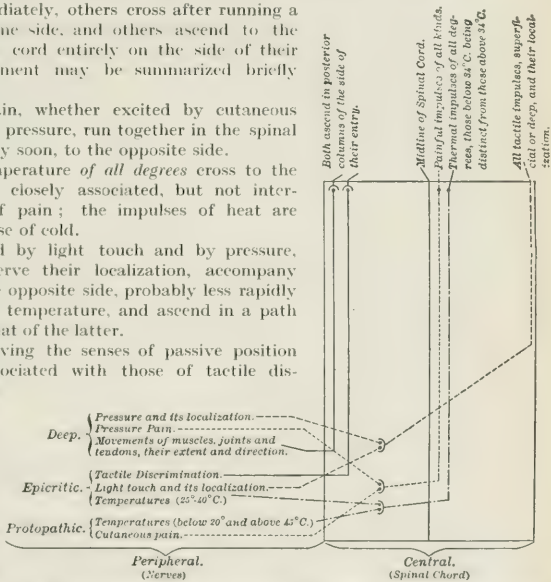 mediately, others cross after running a
me side, and others ascend to the
cord entirely on the side of their
ment may be summarized briefly
ain, whether excited by cutaneous
pressure, run together in the spinal
y soon, to the opposite side.
perature of all degrees cross to the
closely associated, but not inter-
f pain ; the impulses of heat are
se of cold.
d by light touch and by pressure,
erve their localization, accompany
opposite side, probably less rapidly
temperature, and ascend in a path
at of the latter.
ving the senses of passive position
ociated with those of tactile dis-
Both ascend in posterior
columns of the side of
their entry.
Midline of Spinal Cord.
Painful impulses of all kinds.
Thermal impulses of all deg-
rees, those below 34°C. being
distinct from those above 34°C.
All tactile impulses, superfi-
cial or deep, and their local-
ization.
Deep.
Pressure and its localization.
Pressure Pain.
Movements of muscles, joints and
tendons, their extent and direction.
Epicritic.
Tactile Discrimination.
Light touch and its localization.
Temperatures (25°-40°C.)
Protopathic.
Temperatures (below 20° and above 45°C.)
Cutaneous pain.
Peripheral.
(Nerves)
Central.
(Spinal Chord)